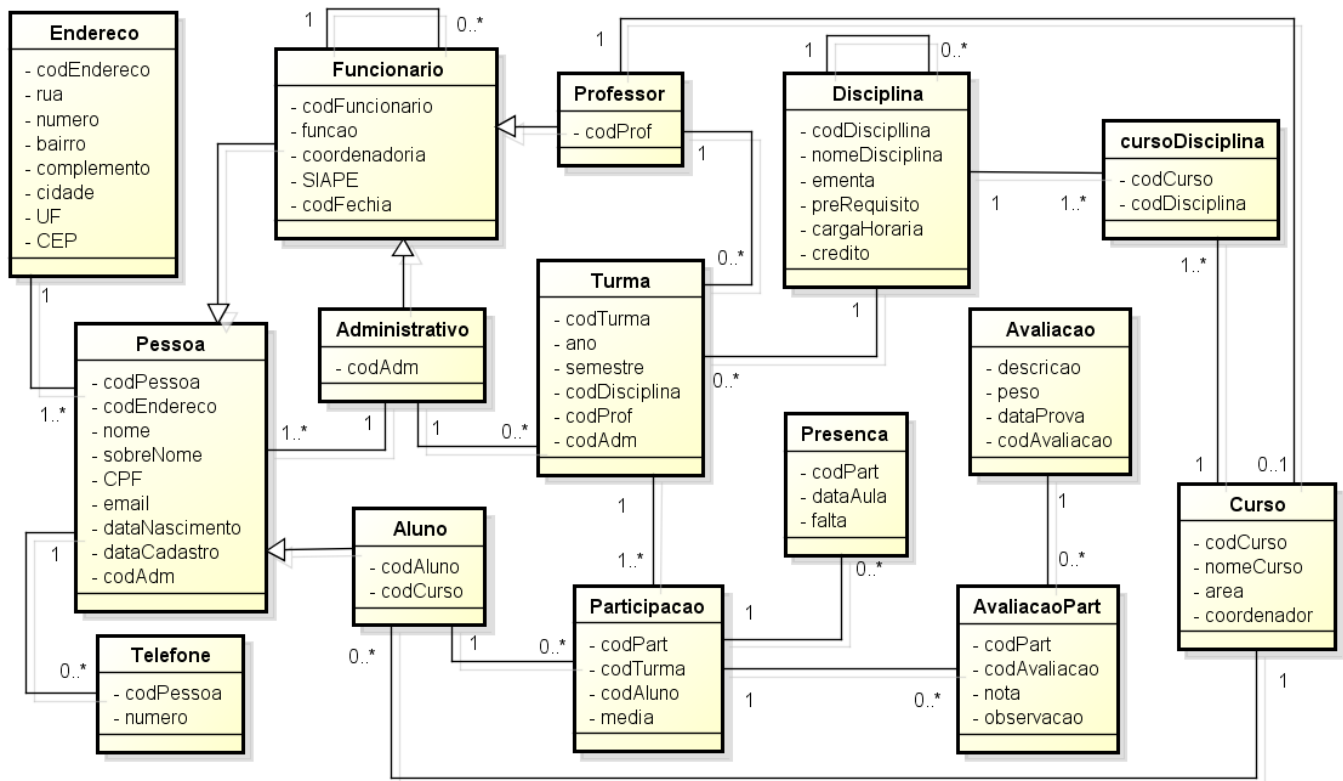 Endereco
- codEndereco
- rua
- numero
- bairro
- complemento
- cidade
- UF
- CEP
1
1..*
1
0..*
Funcionario
- codFuncionario
- funcao
- coordenadoria
- SIAPE
- codFechia
Professor
- codProf
1
1
1
0..*
Disciplina
- codDiscipllina
- nomeDisciplina
- ementa
- preRequisito
- cargaHoraria
- credito
1
1..*
cursoDisciplina
- codCurso
- codDisciplina
1..*
Pessoa
- codPessoa
- codEndereco
- nome
- sobreNome
- CPF
- email
- dataNascimento
- dataCadastro
- codAdm
1..*
1
1
0..*
Administrativo
- codAdm
1
0..*
Turma
- codTurma
- ano
- semestre
- codDisciplina
- codProf
- codAdm
0..*
1
0..*
1
1..*
Presenca
- codPart
- dataAula
- falta
0..*
1
Avaliacao
- descricao
- peso
- dataProva
- codAvaliacao
1
0..*
1
0..1
Curso
- codCurso
- nomeCurso
- area
- coordenador
1
Telefone
- codPessoa
- numero
Aluno
- codAluno
- codCurso
0..*
1
0..*
Participacao
- codPart
- codTurma
- codAluno
- media
1
0..*
AvaliacaoPart
- codPart
- codAvaliacao
- nota
- observacao